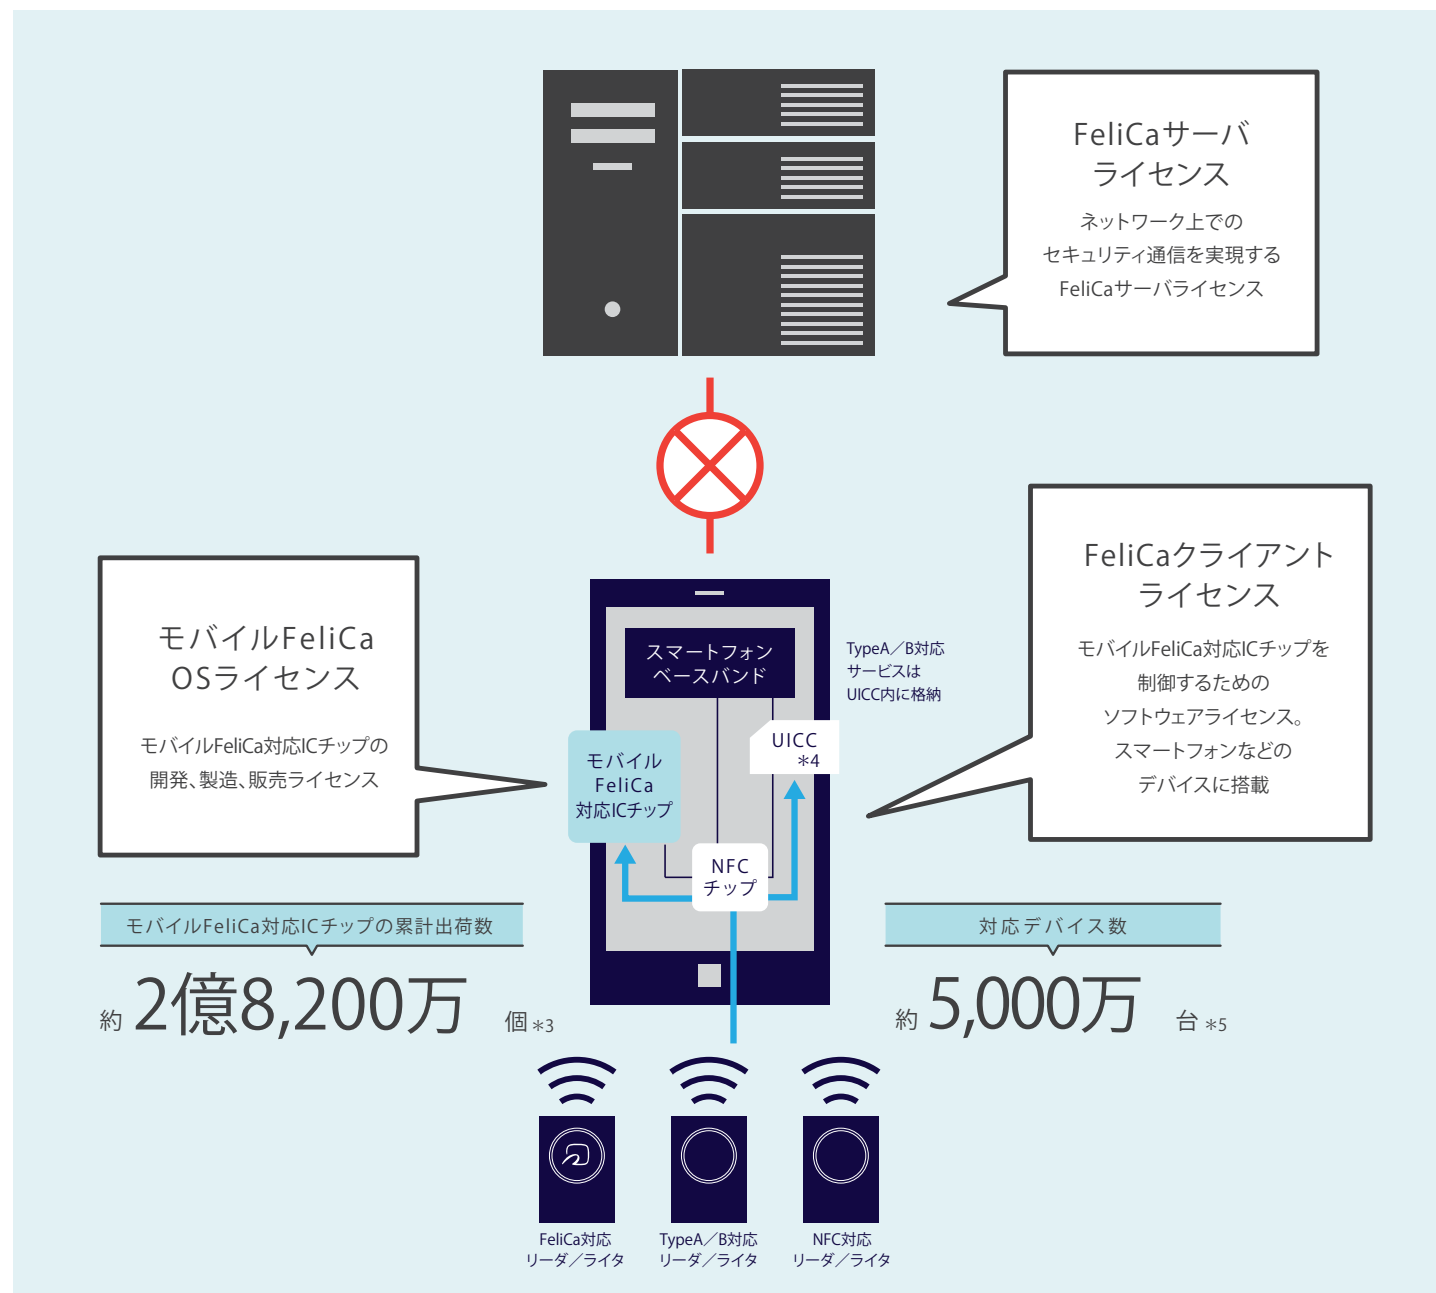 FeliCaサーバ
ライセンス
ネットワーク上での
セキュリティ通信を実現する
FeliCaサーバライセンス
モバイルFeliCa
OSライセンス
モバイルFeliCa対応ICチップの
開発、製造、販売ライセンス
FeliCaクライアント
ライセンス
モバイルFeliCa対応ICチップを
制御するための
ソフトウェアライセンス。
スマートフォンなどの
デバイスに搭載
スマートフォン
ベースバンド
TypeA／B対応
サービスは
UICC内に格納
UICC
＊4
モバイル
FeliCa
対応ICチップ
NFC
チップ
モバイルFeliCa対応ICチップの累計出荷数
約 2億8,200万 個＊3
対応デバイス数
約 5,000万 台＊5
FeliCa対応
リーダ／ライタ
TypeA／B対応
リーダ／ライタ
NFC対応
リーダ／ライタ